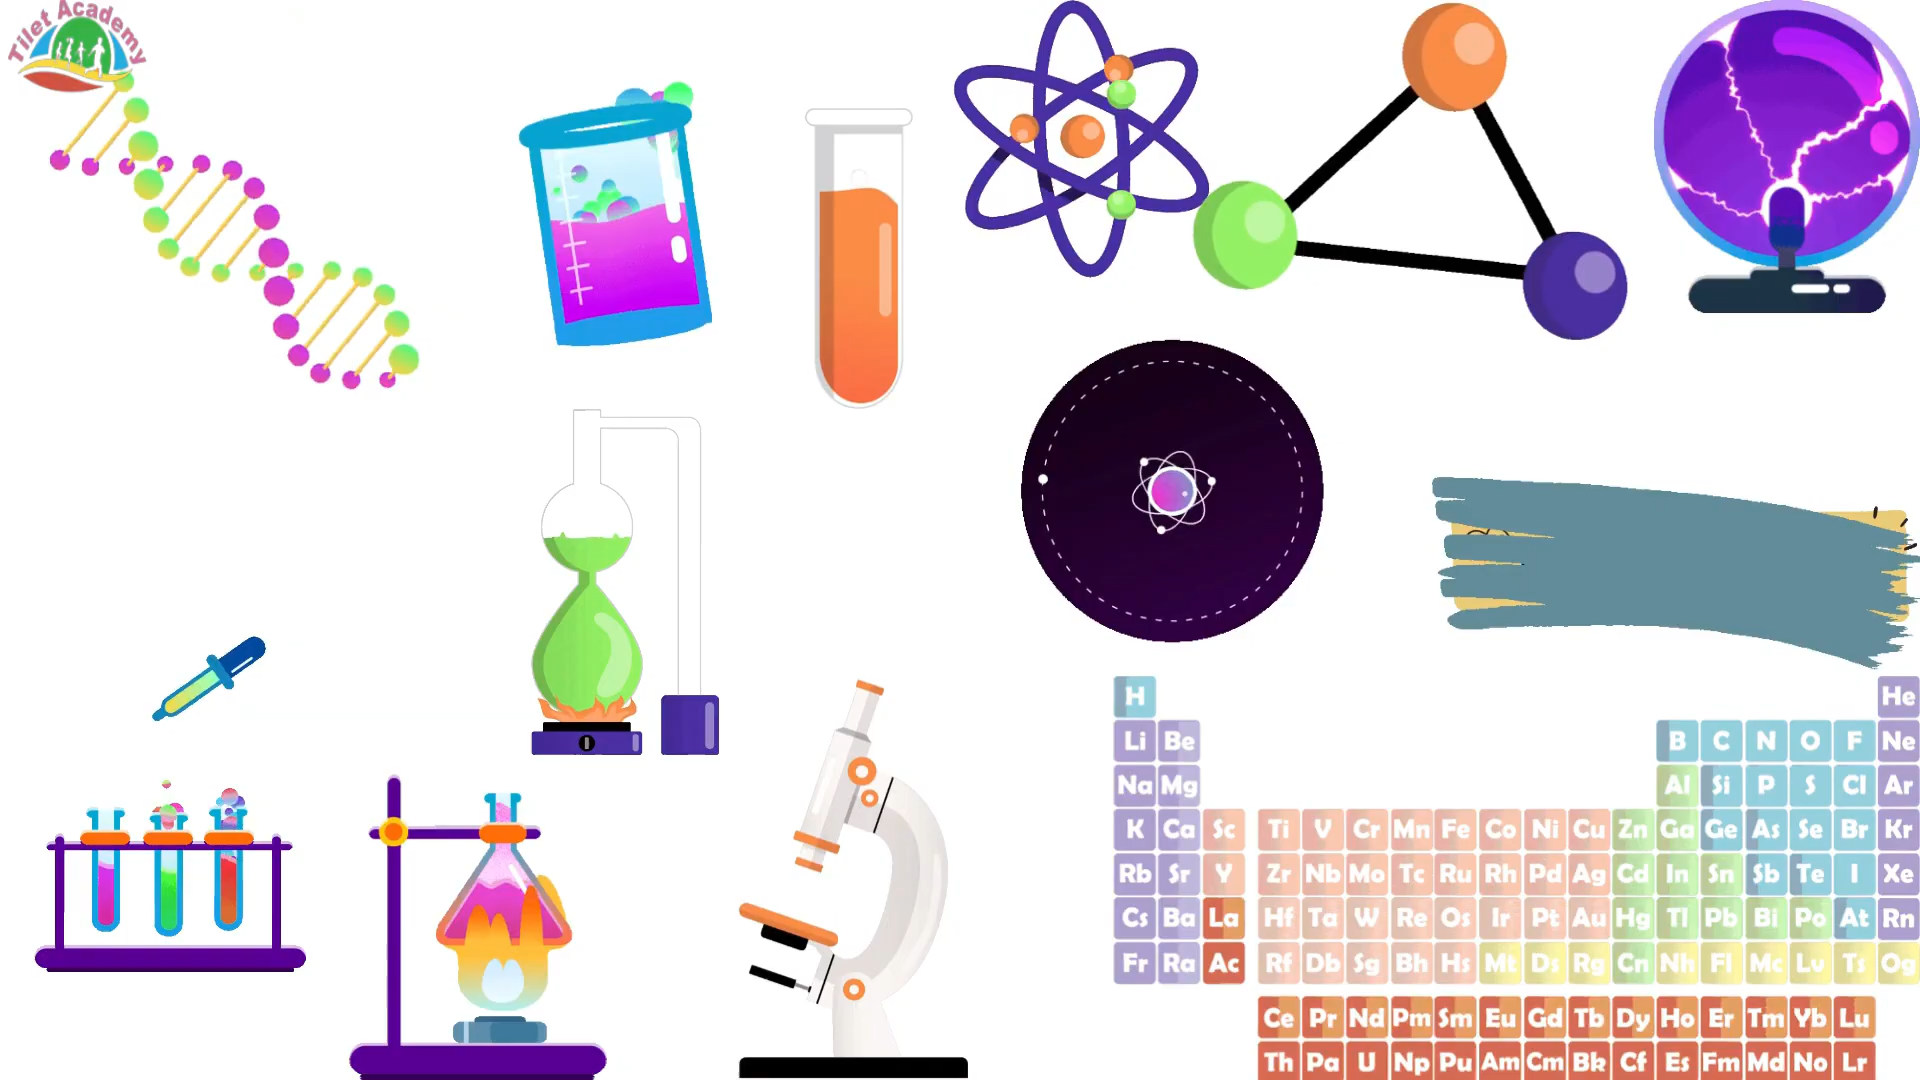 Tilet Academy
H He
Li Be B C N O F Ne
Na Mg Al Si P S Cl Ar
K Ca Sc Ti V Cr Mn Fe Co Ni Cu Zn Ga Ge As Se Br Kr
Rb Sr Y Zr Nb Mo Tc Ru Rh Pd Ag Cd In Sn Sb Te I Xe
Cs Ba La Hf Ta W Re Os Ir Pt Au Hg Tl Pb Bi Po At Rn
Fr Ra Ac Rf Db Sg Bh Hs Mt Ds Rg Cn Nh Fl Mc Lv Ts Og
Ce Pr Nd Pm Sm Eu Gd Tb Dy Ho Er Tm Yb Lu
Th Pa U Np Pu Am Cm Bk Cf Es Fm Md No Lr